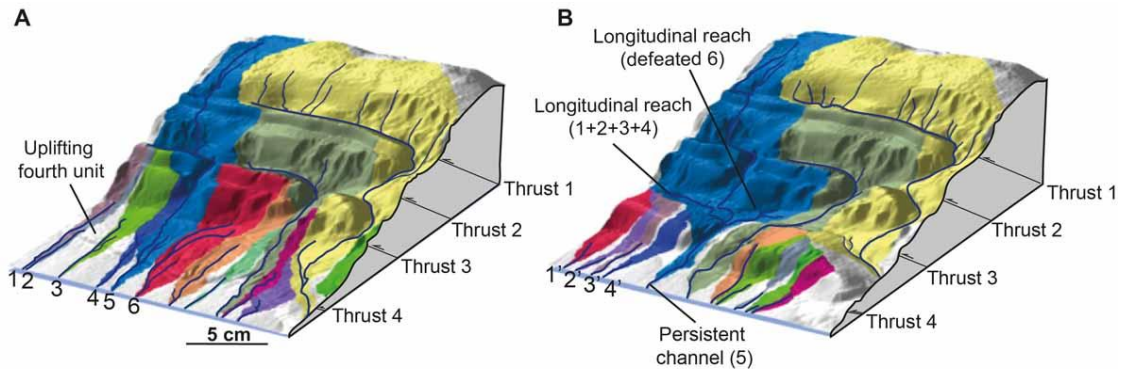 A
Uplifting
fourth unit
Thrust 1
Thrust 2
Thrust 3
Thrust 4
1 2 3 4 5 6
5 cm
B
Longitudinal reach
(defeated 6)
Longitudinal reach
(1+2+3+4)
Thrust 1
Thrust 2
Thrust 3
Thrust 4
1' 2' 3' 4'
Persistent
channel (5)